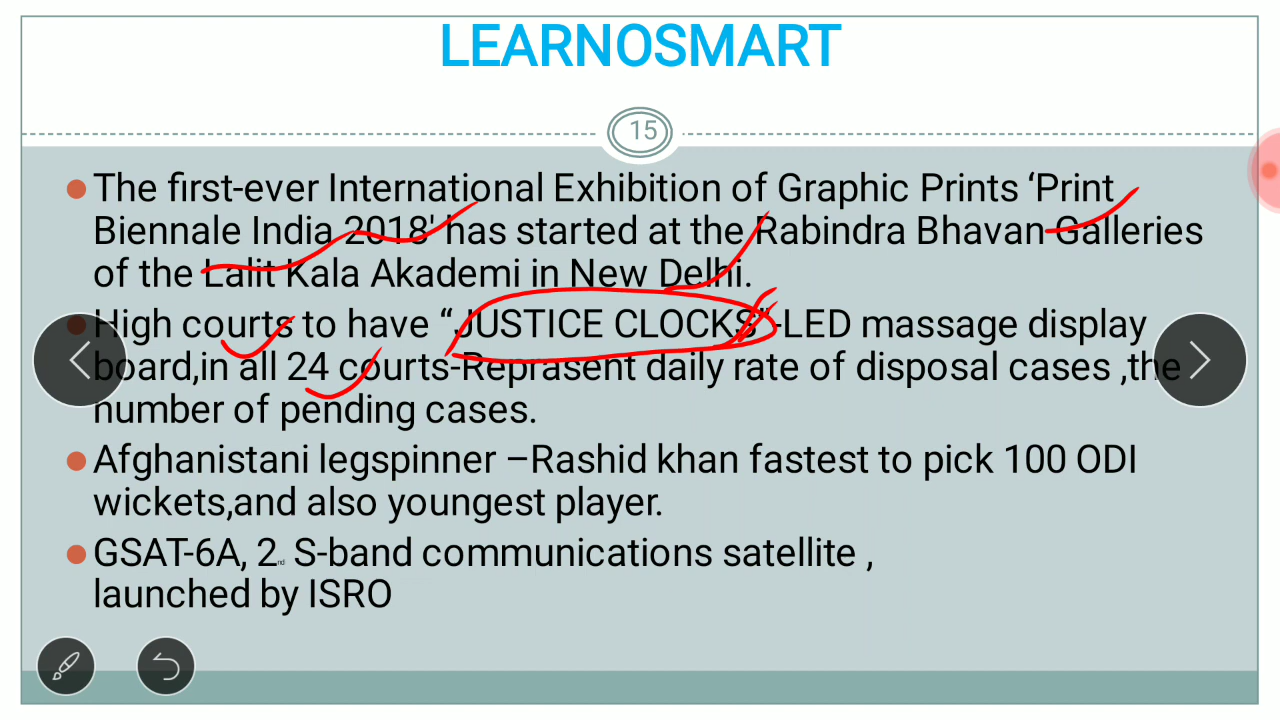 LEARNOSMART
15
The first-ever International Exhibition of Graphic Prints ‘Print
Biennale India 2018' has started at the Rabindra Bhavan Galleries
of the Lalit Kala Akademi in New Delhi.
High courts to have “JUSTICE CLOCKS”-LED massage display
board,in all 24 courts-Reprasent daily rate of disposal cases ,the
number of pending cases.
Afghanistani legspinner –Rashid khan fastest to pick 100 ODI
wickets,and also youngest player.
GSAT-6A, 2nd S-band communications satellite ,
launched by ISRO